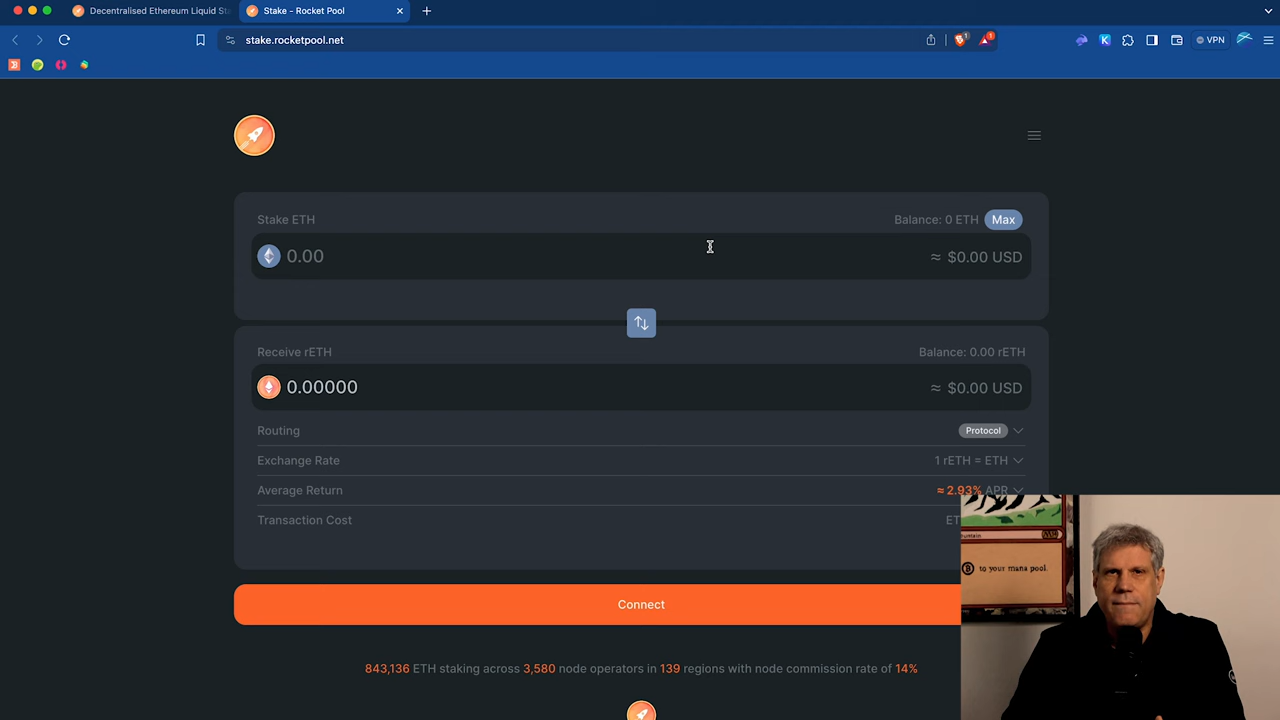 Decentralised Ethereum Liquid St
Stake - Rocket Pool
stake.rocketpool.net
1
1
K
VPN
Stake ETH
Balance: 0 ETH
Max
0.00
≈ $0.00 USD
Receive rETH
Balance: 0.00 rETH
0.00000
≈ $0.00 USD
Routing
Protocol
Exchange Rate
1 rETH = ETH
Average Return
≈ 2.93% APR
Transaction Cost
ET
to your mana pool.
Connect
843,136 ETH staking across 3,580 node operators in 139 regions with node commission rate of 14%